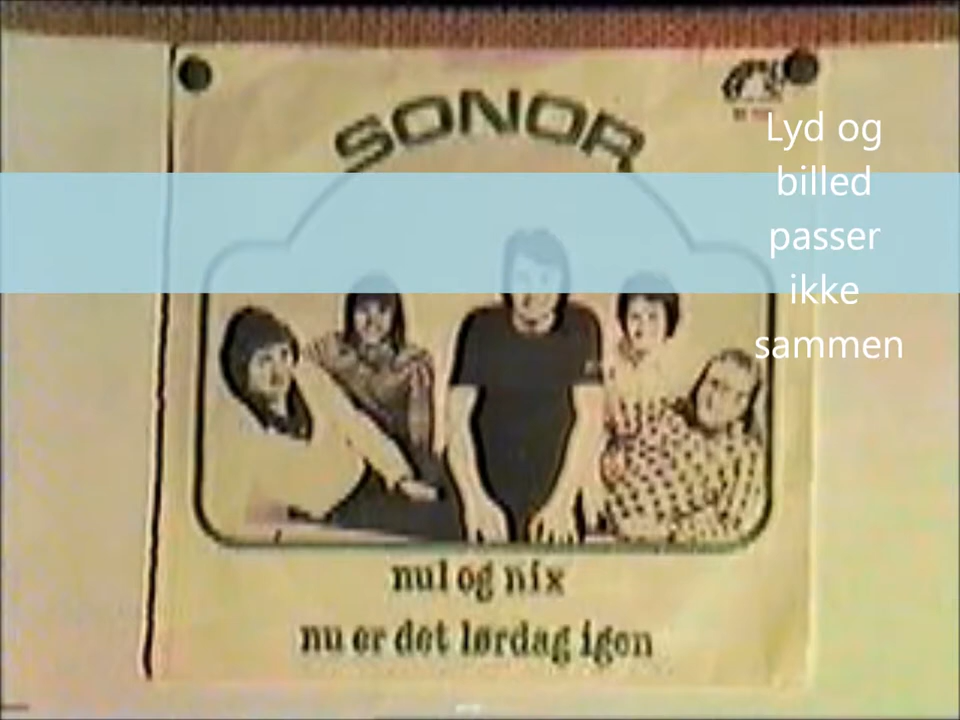 SONOR
Lyd og
billed
passer
ikke
sammen
nul og nix
nu er det lørdag igen